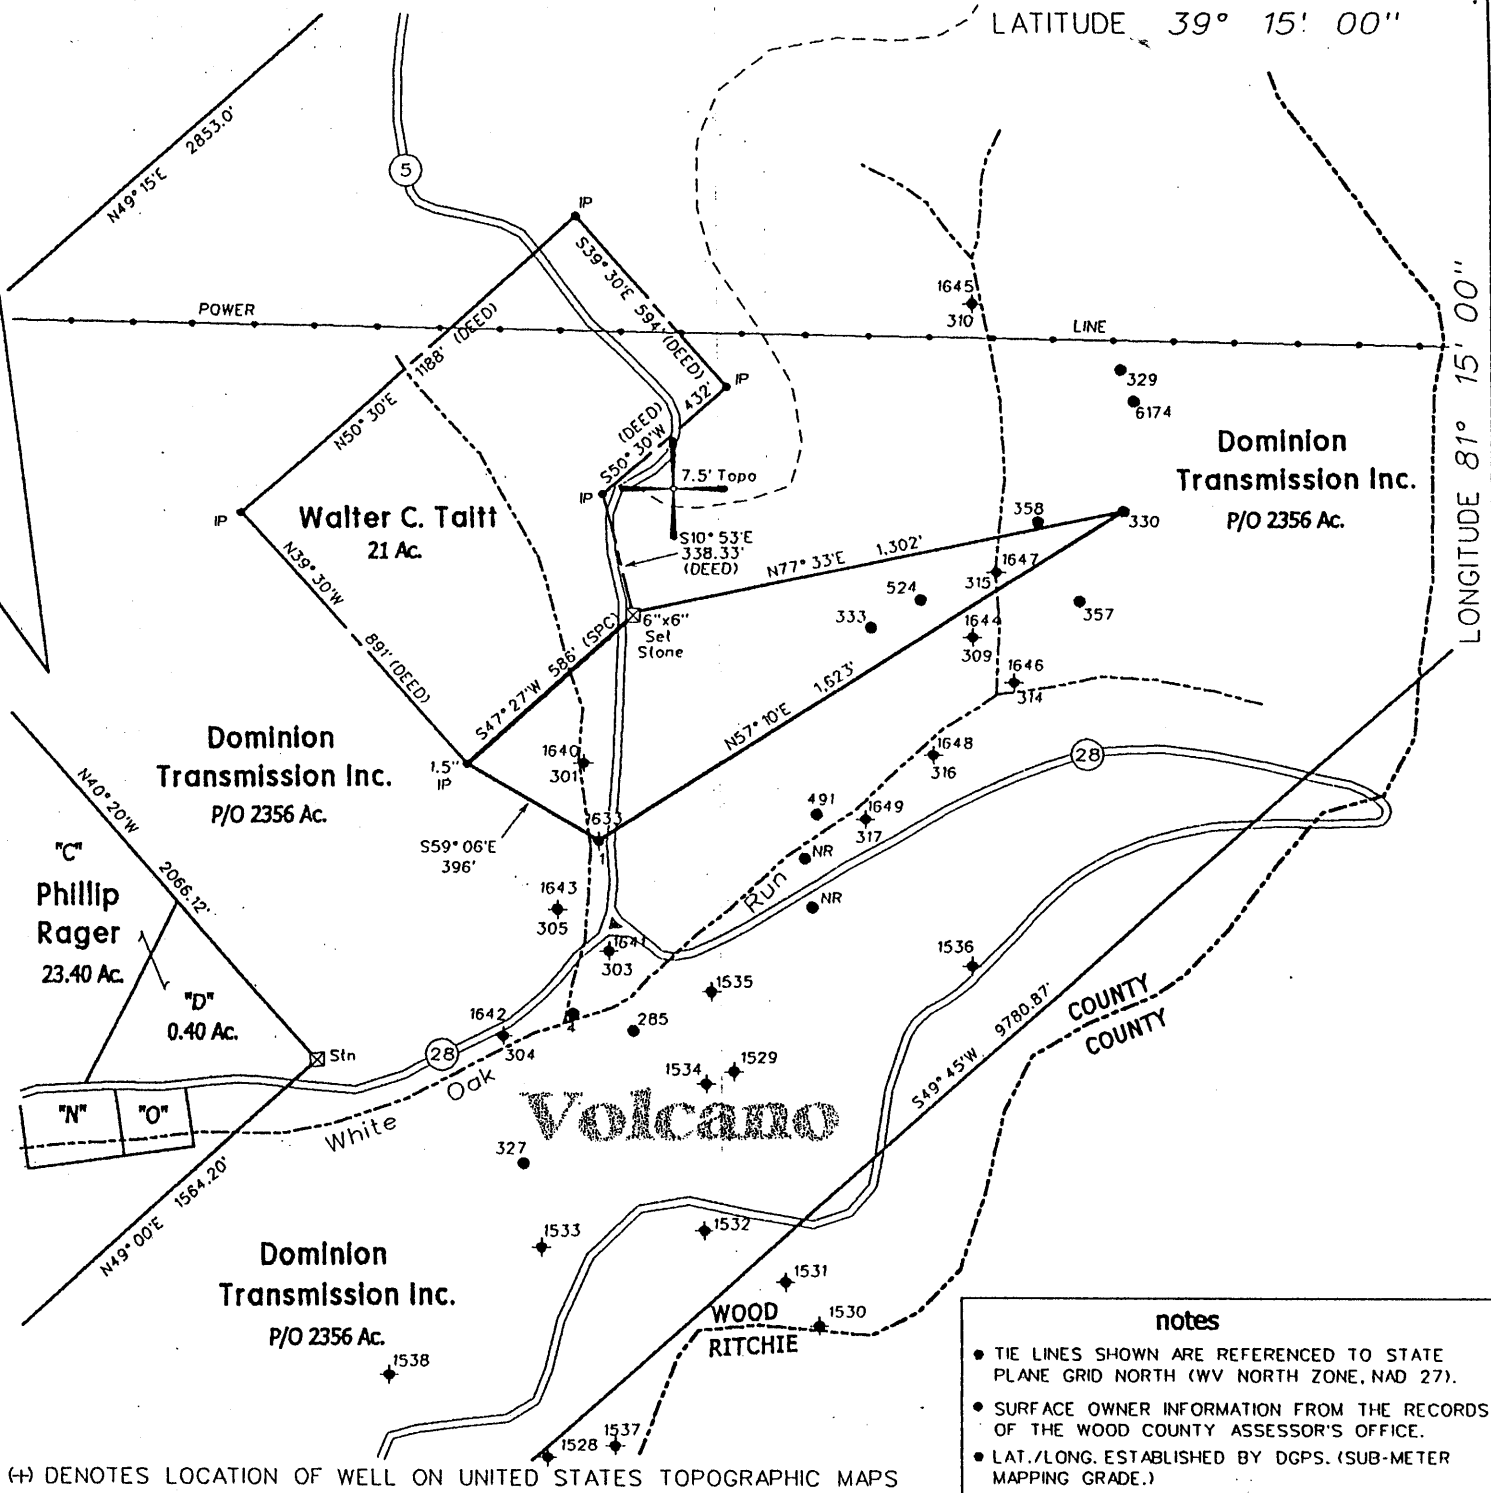 LATITUDE 39° 15' 00"
N49° 15'E 2853.0'
5
IP
S39° 30'E 594' (DEED)
1645
310
POWER
LINE
LONGITUDE 81° 15' 00"
N50° 30'E 1188' (DEED)
IP
329
6174
(DEED) 432'
S50° 30'W
Dominion
Transmission Inc.
P/O 2356 Ac.
7.5' Topo
IP
IP
Walter C. Taitt
21 Ac.
358
330
S10° 53'E
338.33'
(DEED)
N77° 33'E 1,302'
N39° 30'W 891' (DEED)
1647
315
524
333
357
6"x6"
Set
Stone
1644
309
S47° 27'W 586' (SPC)
1646
314
N57° 10'E 1,623'
Dominion
Transmission Inc.
P/O 2356 Ac.
1.5"
IP
1640
301
1648
316
28
N40° 20'W 2066.12'
491
1649
317
633
1
S59° 06'E
396'
NR
"C"
Phillip
Rager
23.40 Ac.
1643
305
Run
NR
1641
303
1536
"D"
0.40 Ac.
1535
1642
304
4
285
COUNTY
COUNTY
S49° 45'W 9780.87'
Stn
28
1529
1534
White Oak
Volcano
"N"
"O"
327
N49° 00'E 1564.20'
1533
1532
Dominion
Transmission Inc.
P/O 2356 Ac.
1531
1530
WOOD
RITCHIE
1538
1537
1528
notes
● TIE LINES SHOWN ARE REFERENCED TO STATE
PLANE GRID NORTH (WV NORTH ZONE, NAD 27).
● SURFACE OWNER INFORMATION FROM THE RECORDS
OF THE WOOD COUNTY ASSESSOR'S OFFICE.
● LAT./LONG. ESTABLISHED BY DGPS. (SUB-METER
MAPPING GRADE.)
(+) DENOTES LOCATION OF WELL ON UNITED STATES TOPOGRAPHIC MAPS